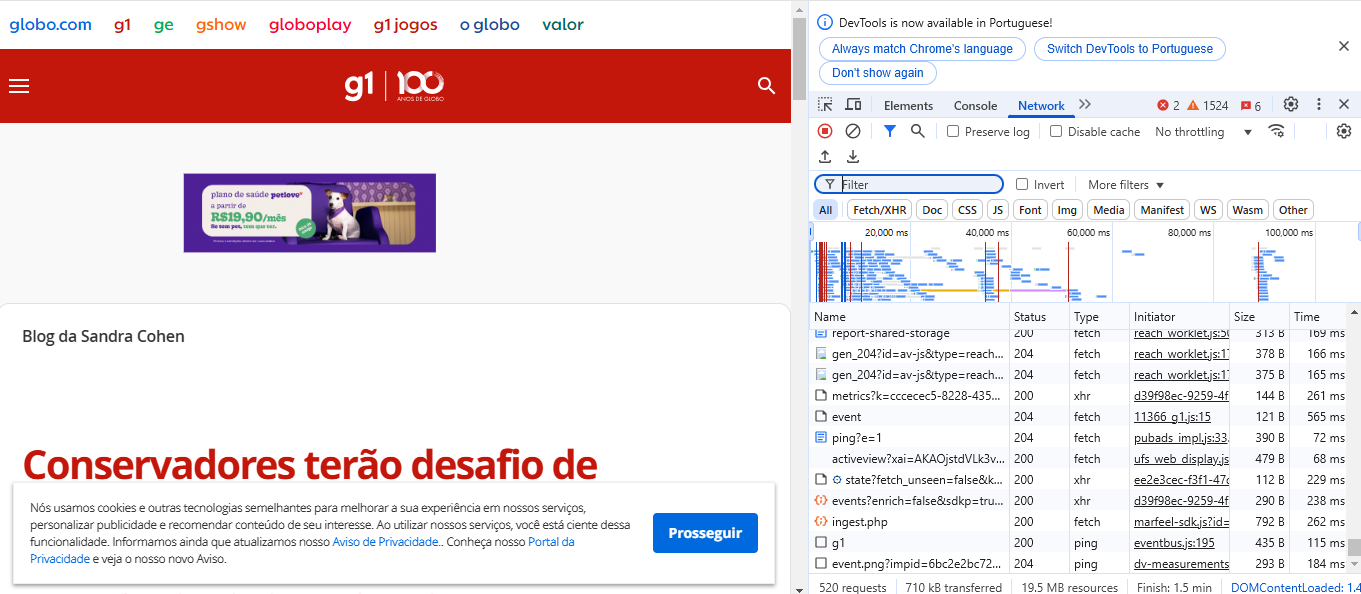 globo.com g1 ge gshow globoplay g1 jogos o globo valor
g1 100
ANOS DE GLOBO
plano de saúde petlove
a partir de
R$19,90/mês
Se tem pet, tem que ter.
Blog da Sandra Cohen
Conservadores terão desafio de
Nós usamos cookies e outras tecnologias semelhantes para melhorar a sua experiência em nossos serviços,
personalizar publicidade e recomendar conteúdo de seu interesse. Ao utilizar nossos serviços, você está ciente dessa
funcionalidade. Informamos ainda que atualizamos nosso Aviso de Privacidade.. Conheça nosso Portal da
Privacidade e veja o nosso novo Aviso.
Prosseguir
DevTools is now available in Portuguese!
Always match Chrome's language Switch DevTools to Portuguese
Don't show again
Elements Console Network 2 1524 6
Preserve log Disable cache No throttling
Filter Invert More filters
All Fetch/XHR Doc CSS JS Font Img Media Manifest WS Wasm Other
20,000 ms 40,000 ms 60,000 ms 80,000 ms 100,000 ms
Name Status Type Initiator Size Time
report-shared-storage 200 fetch reach_worklet.js:50 313 B 169 ms
gen_204?id=av-js&type=reach... 204 fetch reach_worklet.js:17 378 B 166 ms
gen_204?id=av-js&type=reach... 204 fetch reach_worklet.js:17 375 B 165 ms
metrics?k=cccecec5-8228-435... 200 xhr d39f98ec-9259-4f 144 B 261 ms
event 204 fetch 11366_g1.js:15 121 B 565 ms
ping?e=1 204 fetch pubads_impl.js:33 390 B 72 ms
activeview?xai=AKAOjstdVLk3v... 200 fetch ufs_web_display.js 479 B 68 ms
state?fetch_unseen=false&k... 200 xhr ee2e3cec-f3f1-47c 112 B 229 ms
events?enrich=false&sdkp=tru... 200 xhr d39f98ec-9259-4f 290 B 238 ms
ingest.php 200 fetch marfeel-sdk.js?id= 792 B 262 ms
g1 200 ping eventbus.js:195 435 B 115 ms
event.png?impid=6bc2e2bc72... 204 ping dv-measurements 293 B 184 ms
520 requests 710 kB transferred 19.5 MB resources Finish: 1.5 min DOMContentLoaded: 1.4